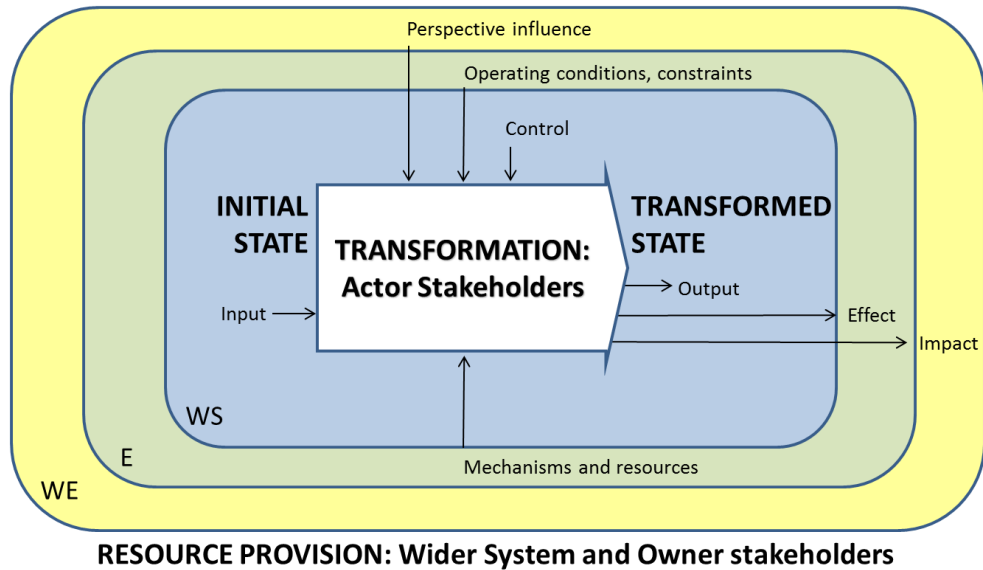 Perspective influence
Operating conditions, constraints
Control
INITIAL
STATE
TRANSFORMATION:
Actor Stakeholders
TRANSFORMED
STATE
Input
Output
Effect
Impact
WS
Mechanisms and resources
E
WE
RESOURCE PROVISION: Wider System and Owner stakeholders